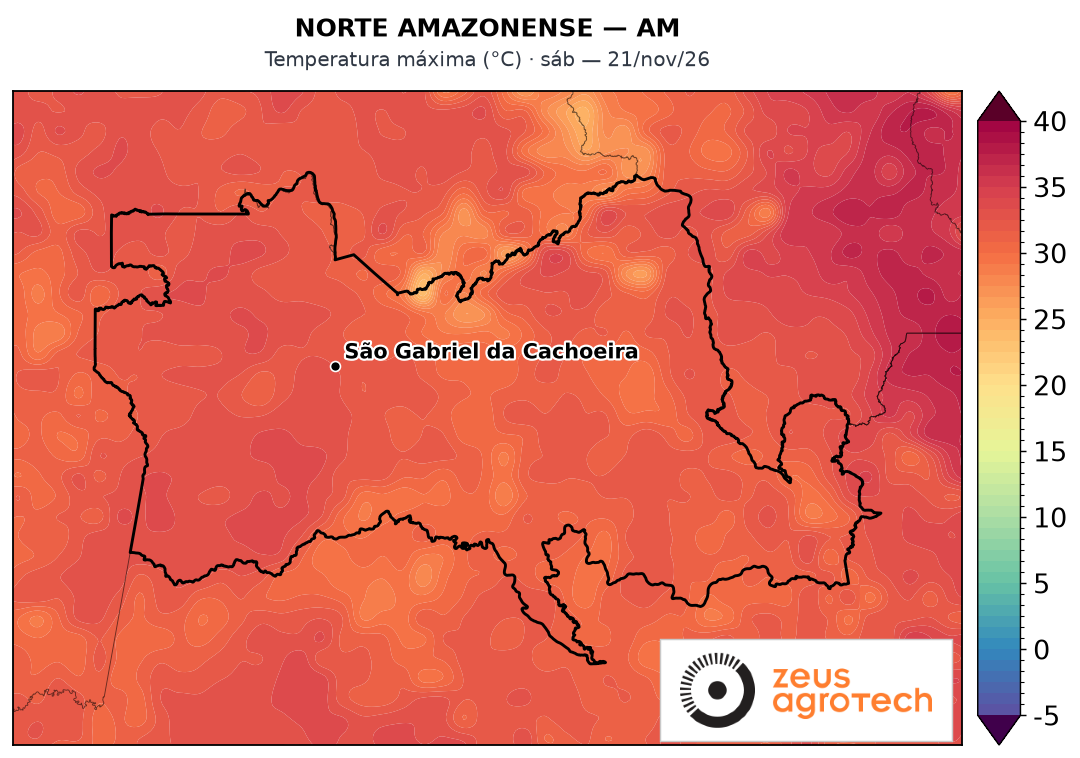 NORTE AMAZONENSE — AM
Temperatura máxima (°C) · sáb — 21/nov/26
São Gabriel da Cachoeira
40
35
30
25
20
15
10
5
0
-5
zeus
agrotech